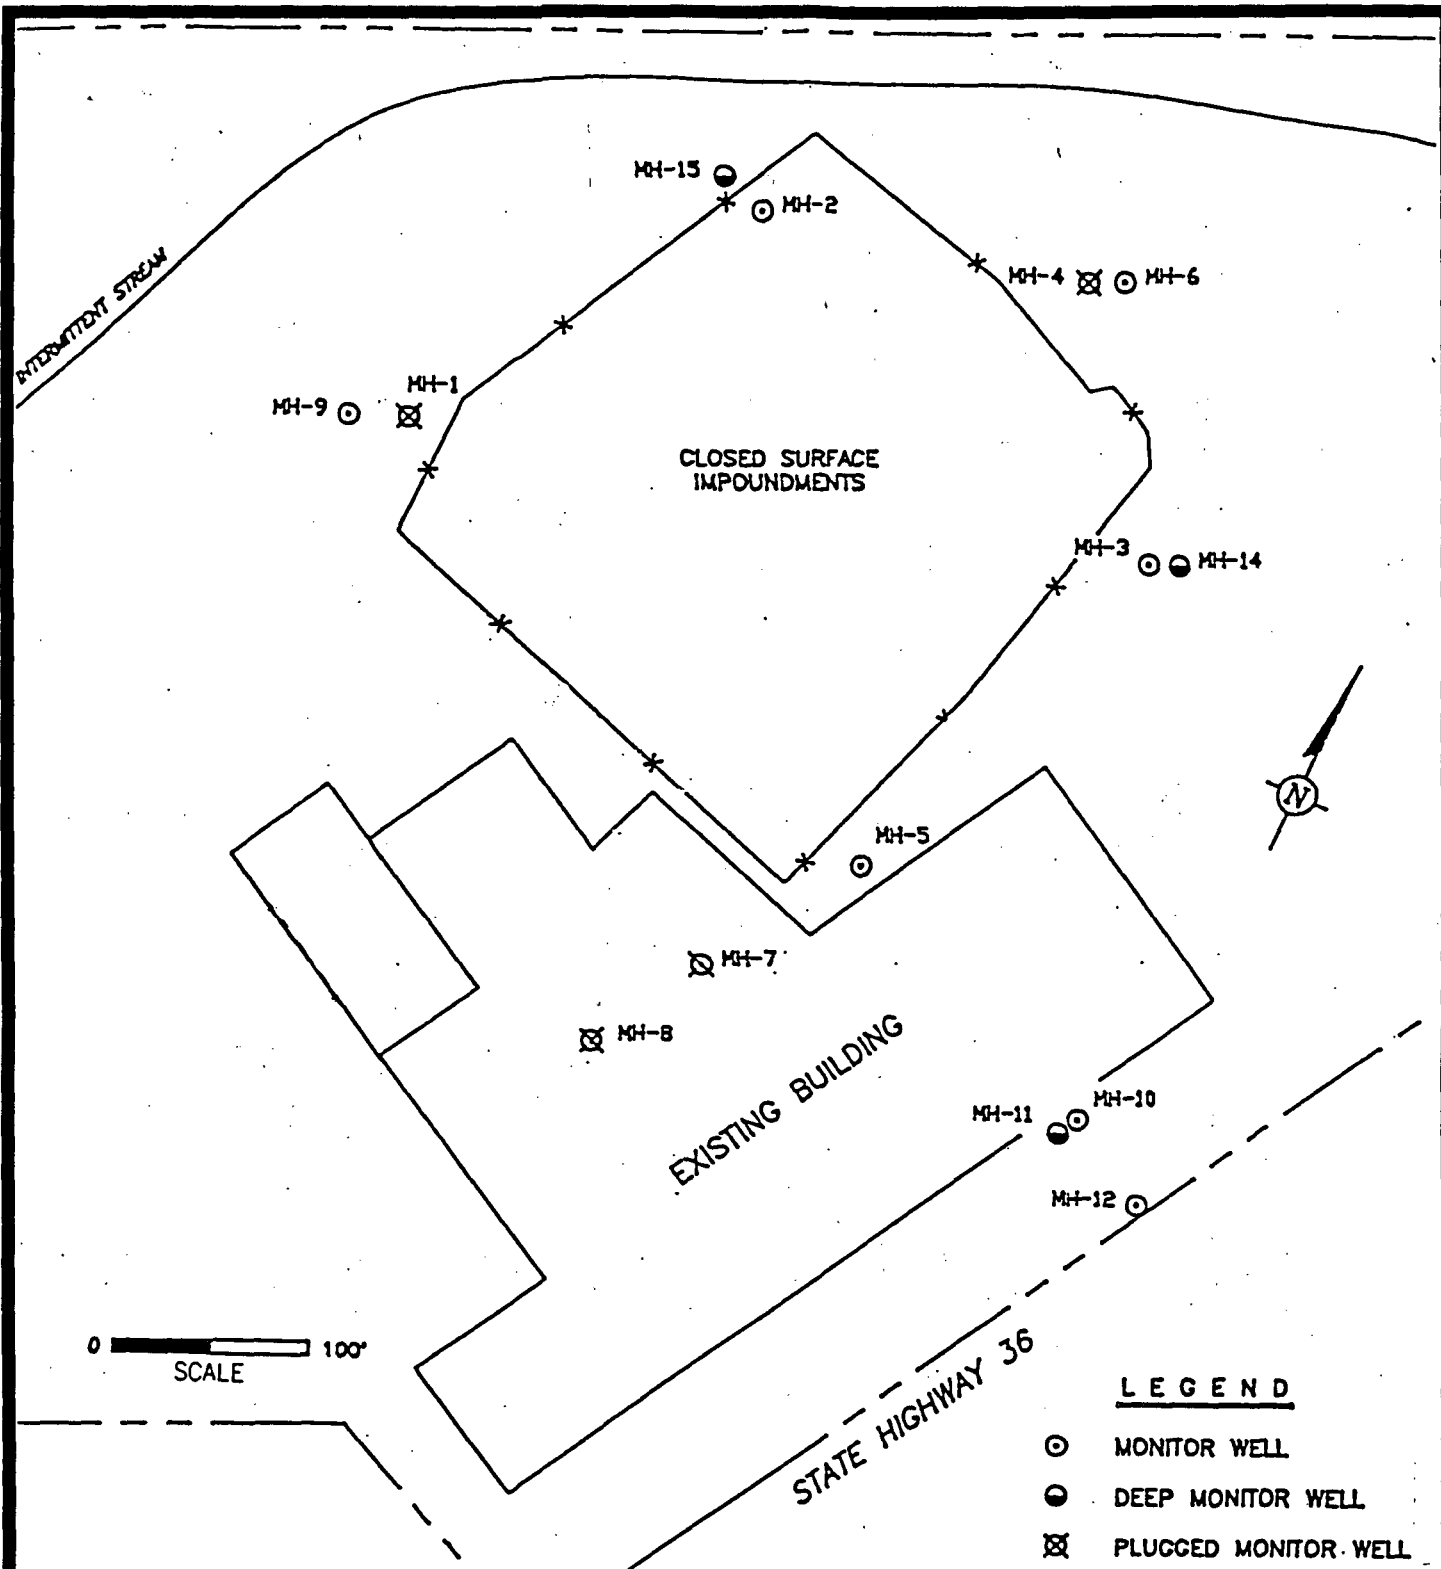 MH-15
MH-2
INTERMITTENT STREAM
MH-4
MH-6
MH-1
MH-9
CLOSED SURFACE
IMPOUNDMENTS
MH-3
MH-14
N
MH-5
MH-7
MH-8
EXISTING BUILDING
MH-11
MH-10
MH-12
0
100'
SCALE
STATE HIGHWAY 36
LEGEND
MONITOR WELL
DEEP MONITOR WELL
PLUGGED MONITOR WELL